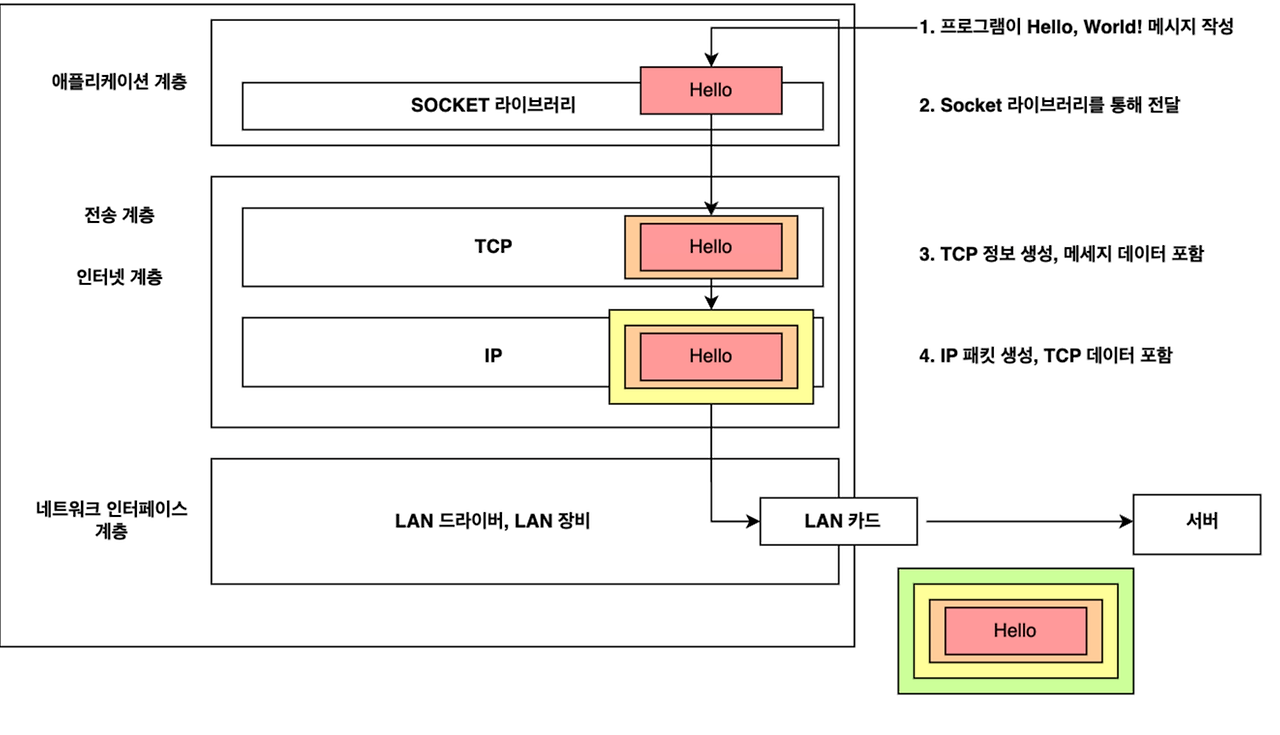 1. 프로그램이 Hello, World! 메시지 작성
애플리케이션 계층
Hello
SOCKET 라이브러리
2. Socket 라이브러리를 통해 전달
전송 계층
TCP
Hello
3. TCP 정보 생성, 메세지 데이터 포함
인터넷 계층
IP
Hello
4. IP 패킷 생성, TCP 데이터 포함
네트워크 인터페이스
계층
LAN 드라이버, LAN 장비
LAN 카드
서버
Hello